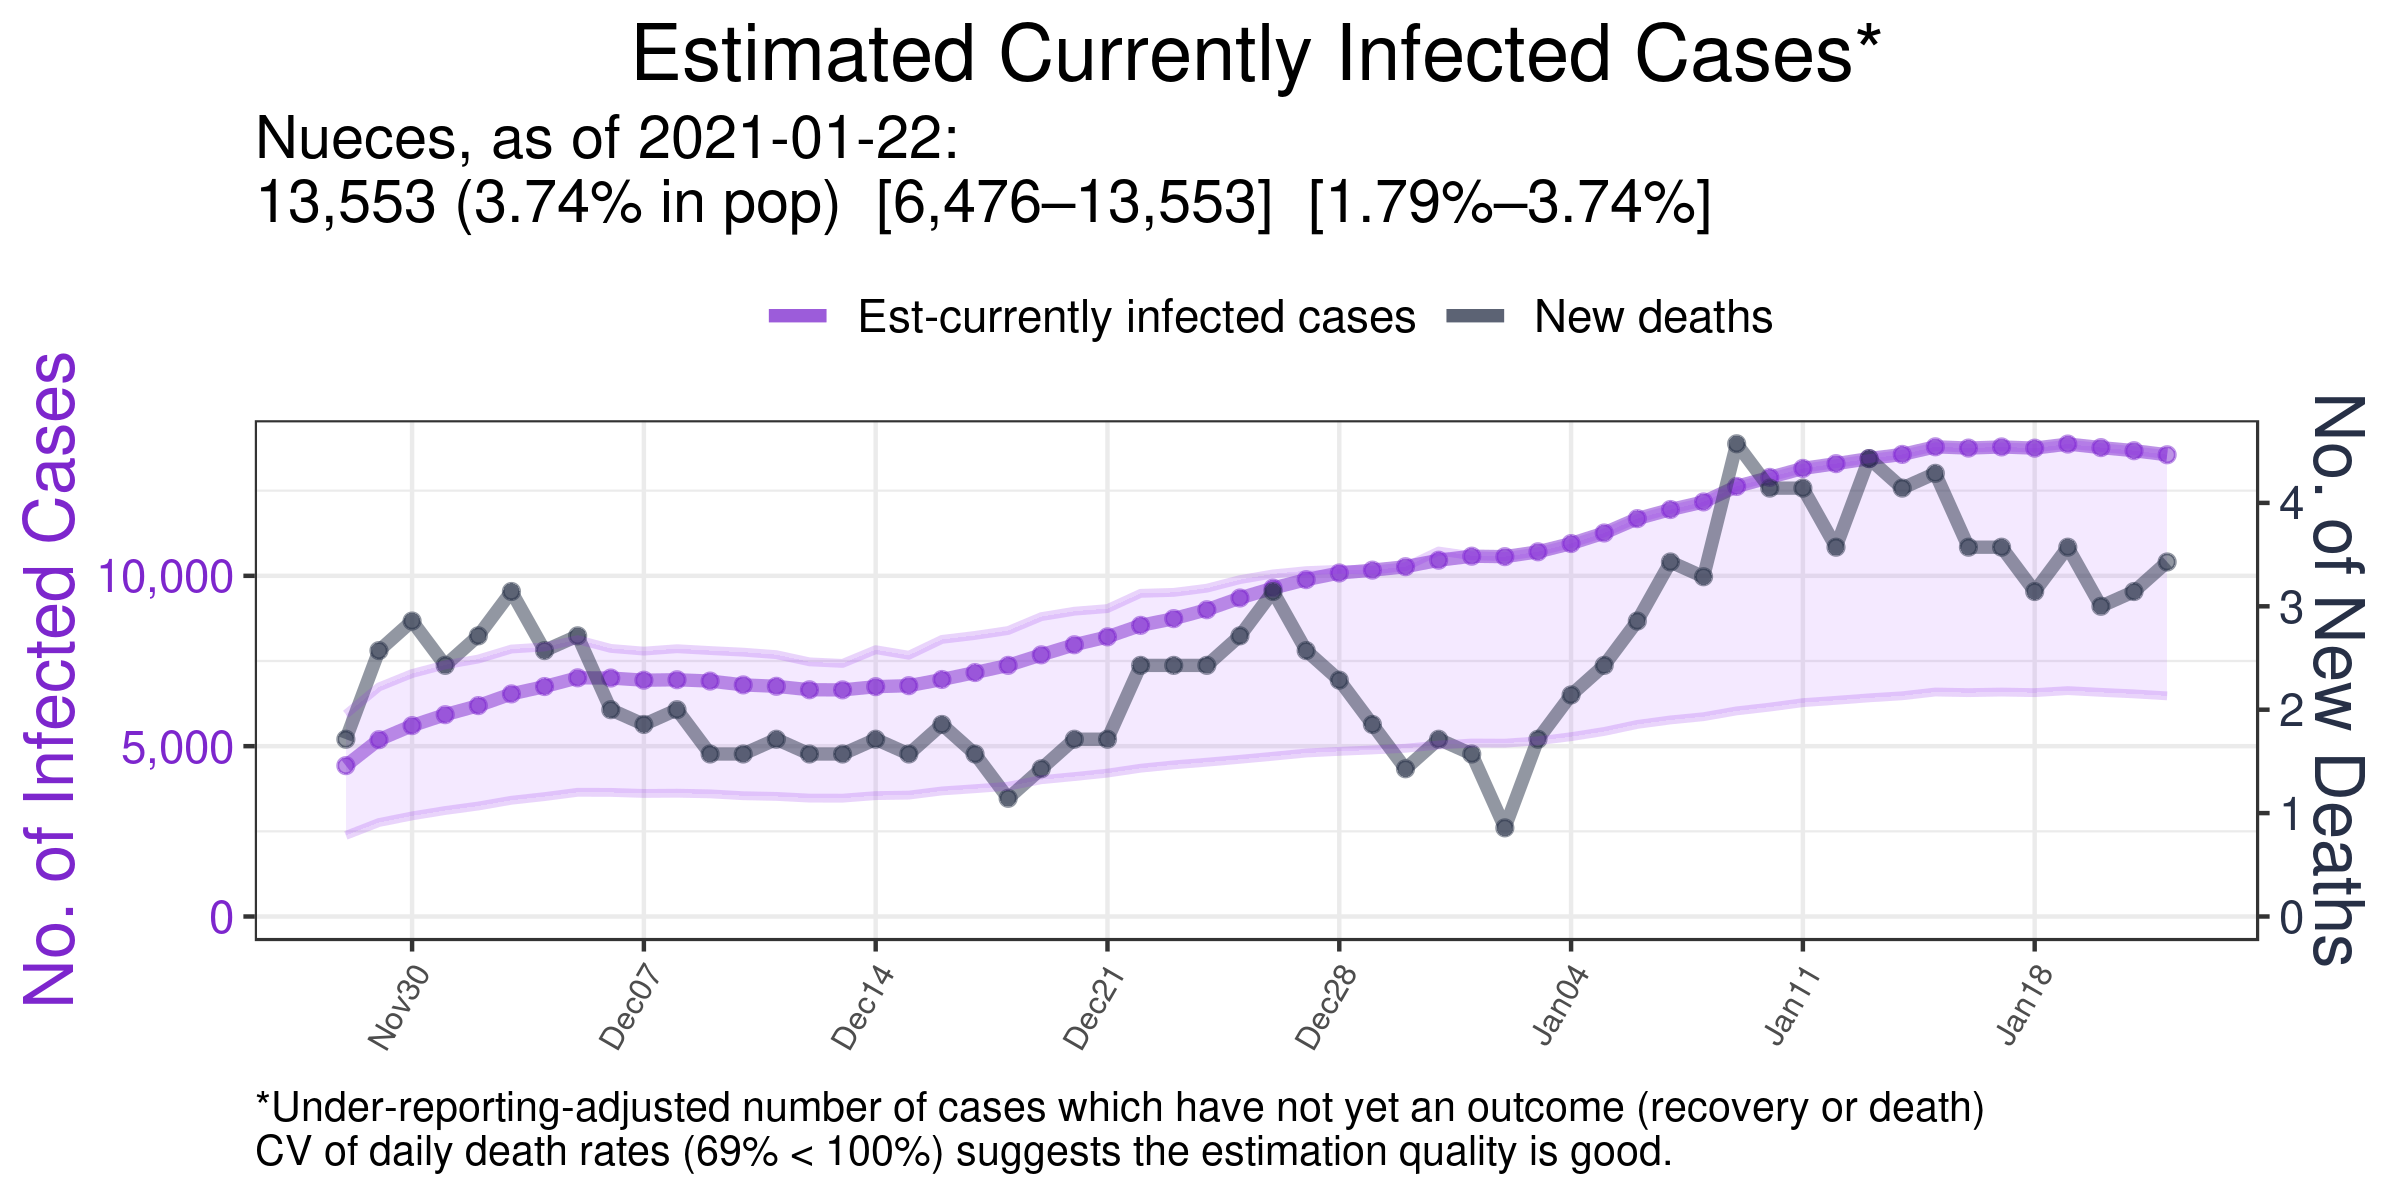 Estimated Currently Infected Cases*
Nueces, as of 2021-01-22:
13,553 (3.74% in pop)  [6,476–13,553]  [1.79%–3.74%]
Est-currently infected cases
New deaths
No. of Infected Cases
10,000
5,000
0
No. of New Deaths
4
3
2
1
0
Nov30
Dec07
Dec14
Dec21
Dec28
Jan04
Jan11
Jan18
*Under-reporting-adjusted number of cases which have not yet an outcome (recovery or death)
CV of daily death rates (69% < 100%) suggests the estimation quality is good.